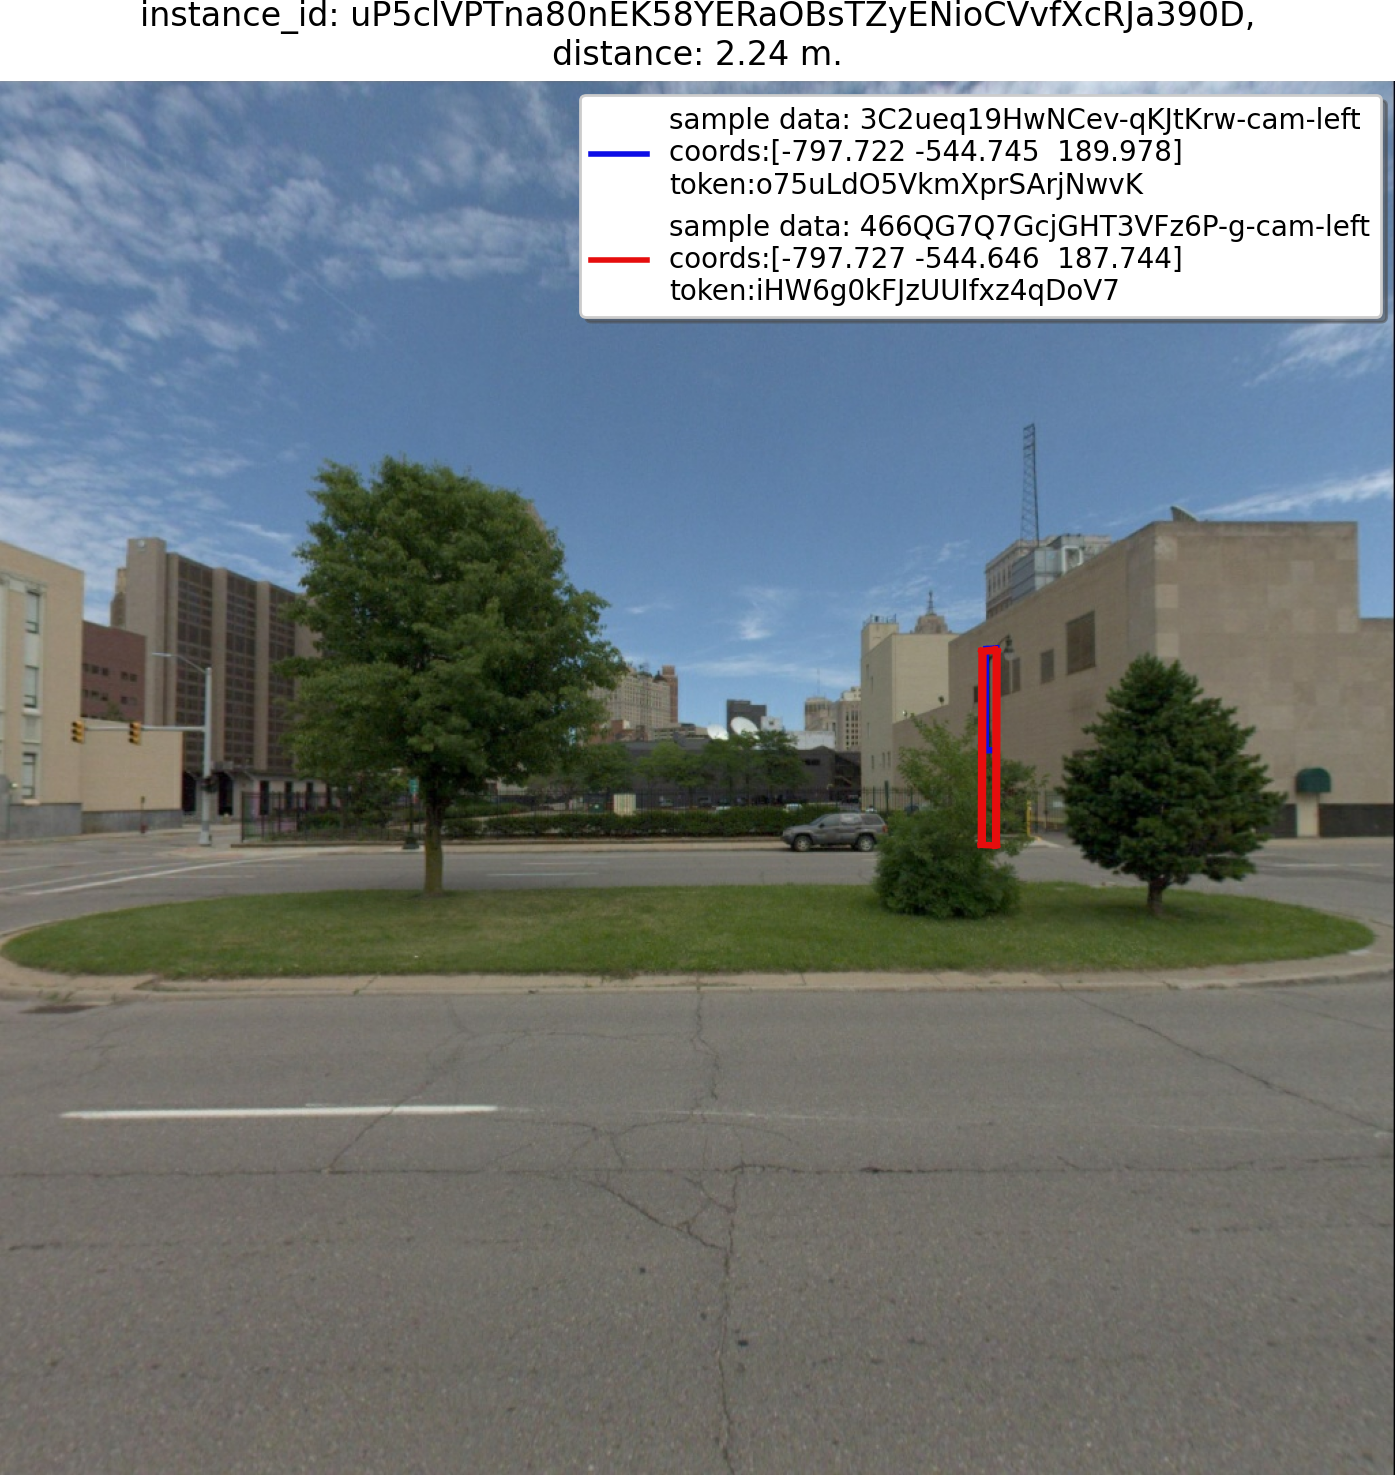 instance_id: uP5clVPTna80nEK58YERaOBsTZyENioCVvfXcRJa390D,
distance: 2.24 m.
sample data: 3C2ueq19HwNCev-qKJtKrw-cam-left
coords:[-797.722 -544.745  189.978]
token:o75uLdO5VkmXprSArjNwvK
sample data: 466QG7Q7GcjGHT3VFz6P-g-cam-left
coords:[-797.727 -544.646  187.744]
token:iHW6g0kFJzUUIfxz4qDoV7